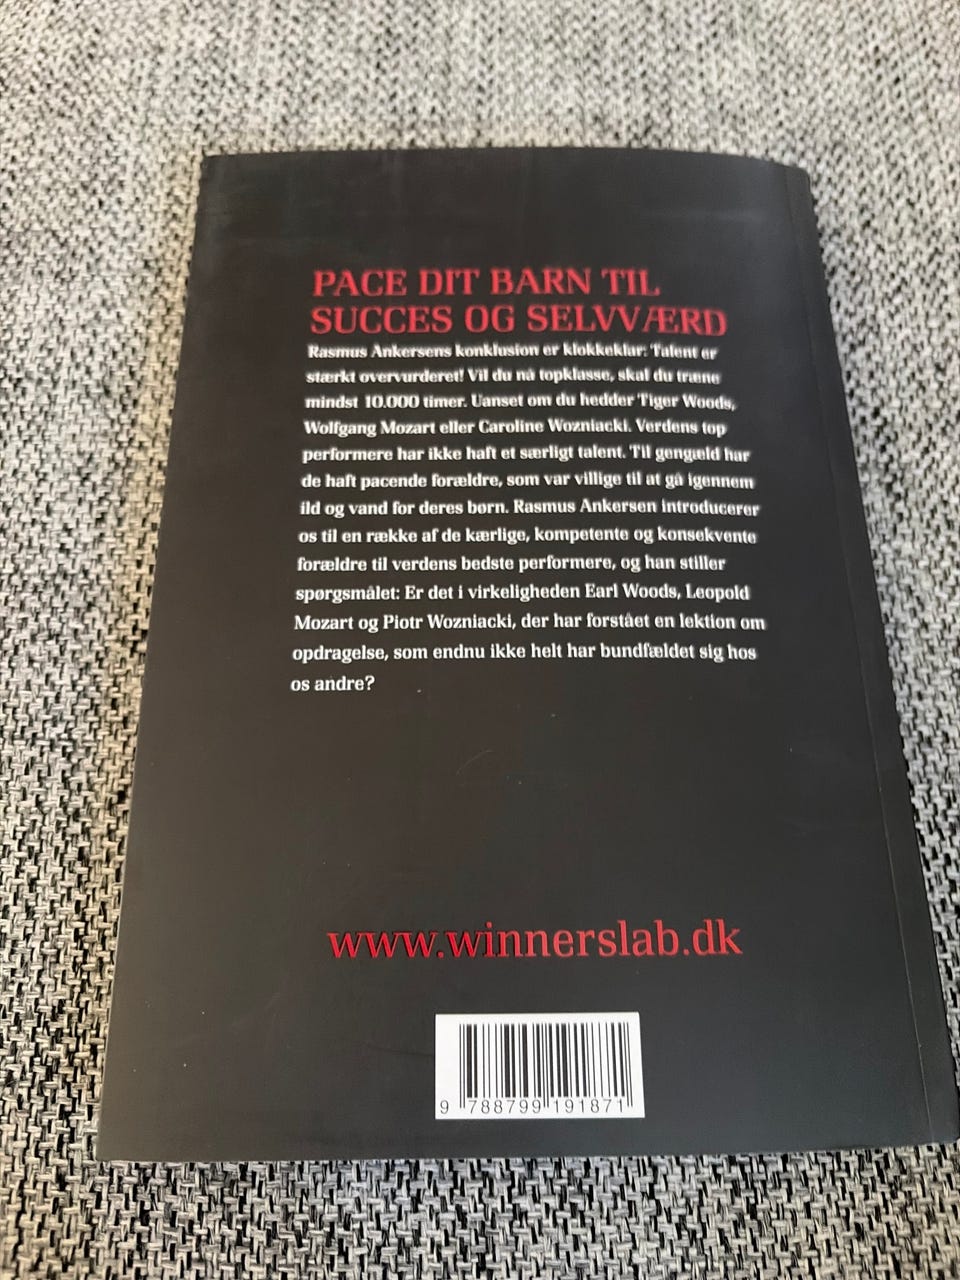 PACE DIT BARN TIL
SUCCES OG SELVVÆRD
Rasmus Ankersens konklusion er klokkeklar: Talent er
stærkt overvurderet! Vil du nå topklasse, skal du træne
mindst 10.000 timer. Uanset om du hedder Tiger Woods,
Wolfgang Mozart eller Caroline Wozniacki. Verdens top
performere har ikke haft et særligt talent. Til gengæld har
de haft pacende forældre, som var villige til at gå igennem
ild og vand for deres børn. Rasmus Ankersen introducerer
os til en række af de kærlige, kompetente og konsekvente
forældre til verdens bedste performere, og han stiller
spørgsmålet: Er det i virkeligheden Earl Woods, Leopold
Mozart og Piotr Wozniacki, der har forstået en lektion om
opdragelse, som endnu ikke helt har bundfældet sig hos
os andre?
www.winnerslab.dk
9 788799 191871